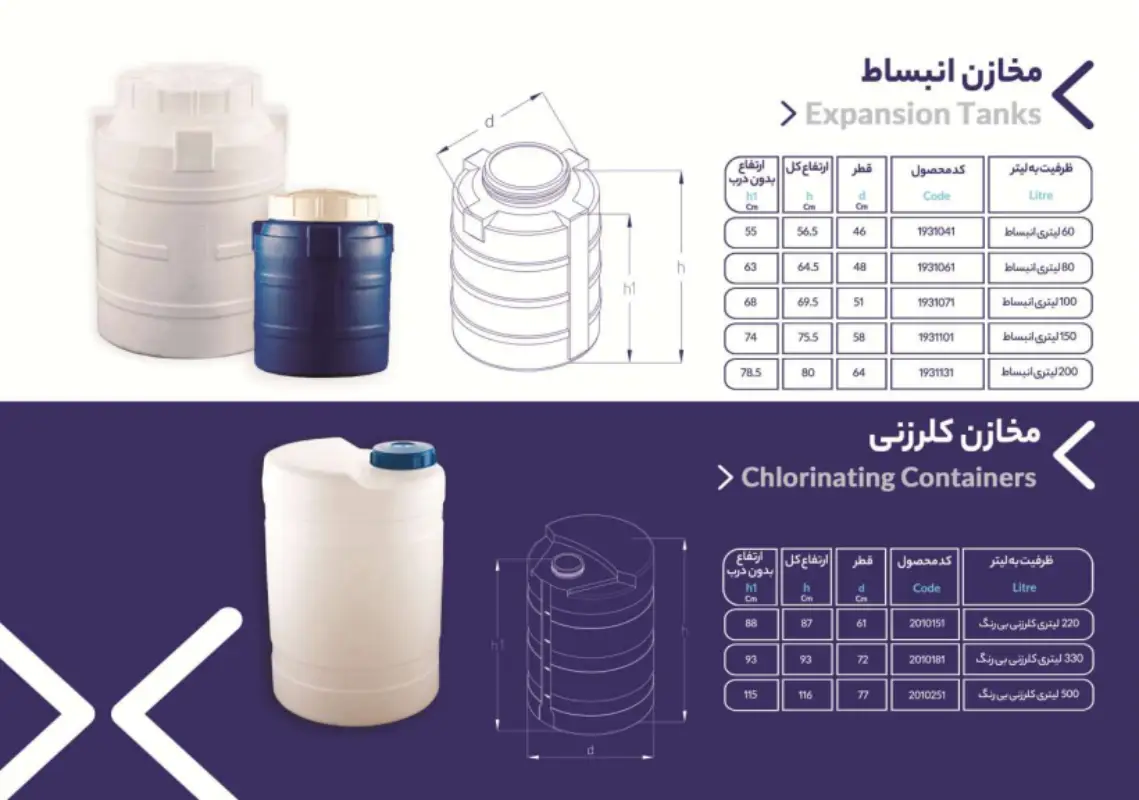 مخازن انبساط
Expansion Tanks
ظرفیت به لیتر کد محصول قطر ارتفاع کل ارتفاع بدون درب
Litre Code d h h1
Cm Cm Cm
60 لیتری انبساط 1931041 46 56.5 55
80 لیتری انبساط 1931061 48 64.5 63
100 لیتری انبساط 1931071 51 69.5 68
150 لیتری انبساط 1931101 58 75.5 74
200 لیتری انبساط 1931131 64 80 78.5
d
h
h1
مخازن کلرزنی
Chlorinating Containers
ظرفیت به لیتر کد محصول قطر ارتفاع کل ارتفاع بدون درب
Litre Code d h h1
Cm Cm Cm
220 لیتری کلرزنی بی رنگ 2010151 61 87 88
330 لیتری کلرزنی بی رنگ 2010181 72 93 93
500 لیتری کلرزنی بی رنگ 2010251 77 116 115
h1
h
d